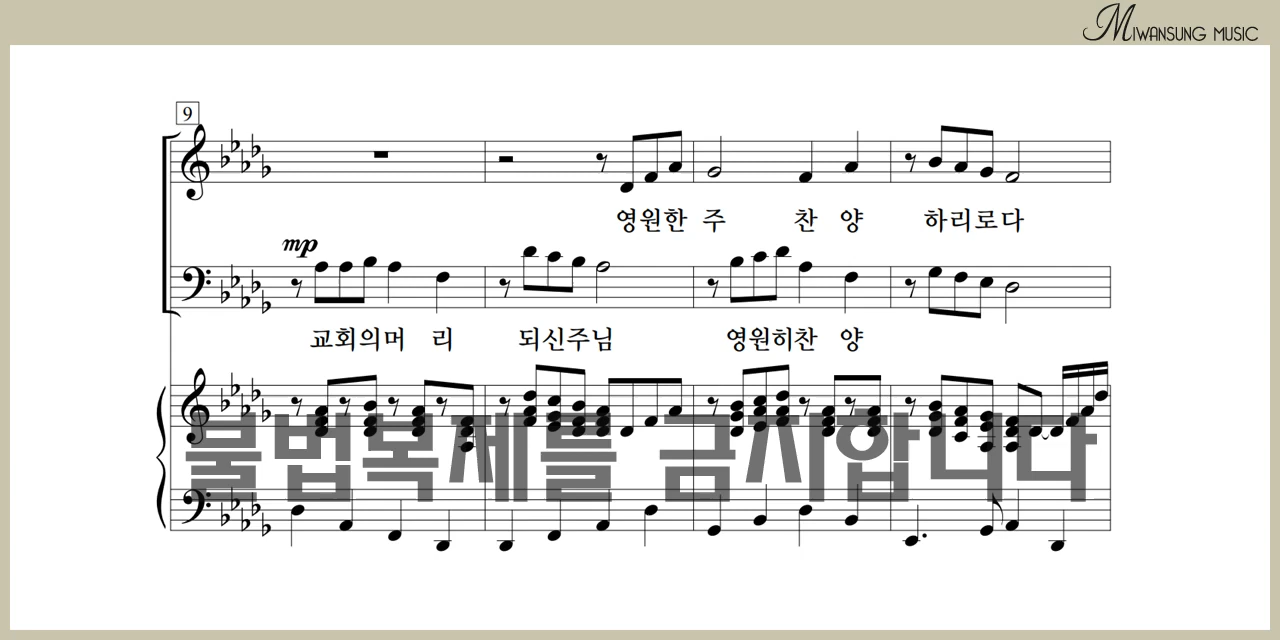 MIWANSUNG MUSIC
9
영원한 주 찬 양 하리로다
mp
교회의머 리 되신주님 영원히찬 양
불법복제를 금지합니다